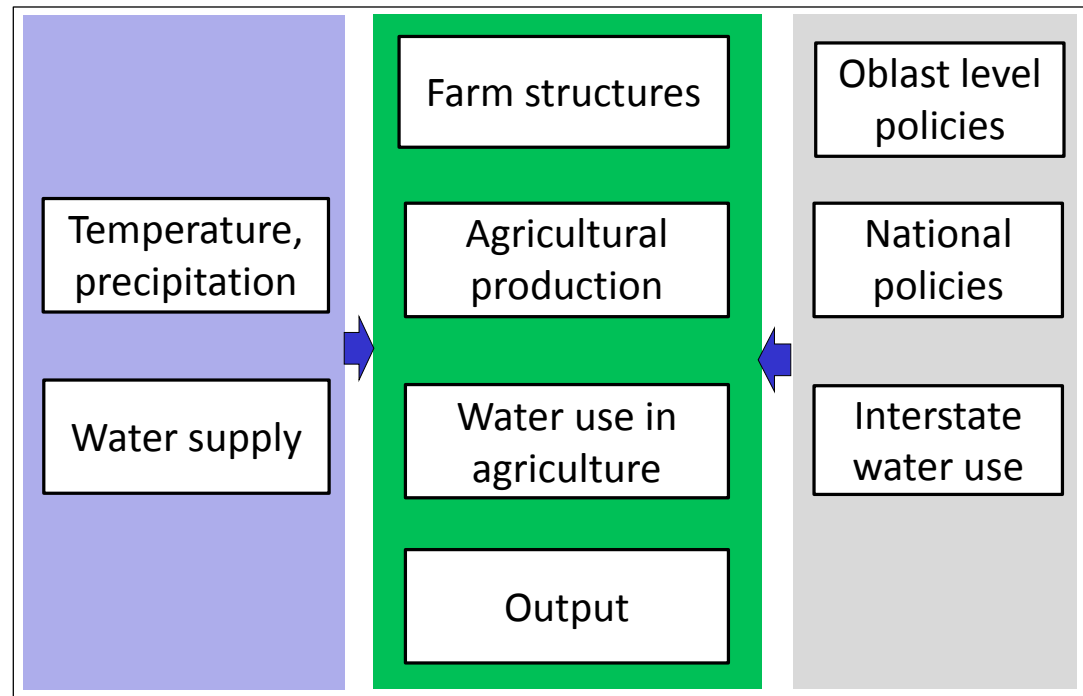 Temperature,
precipitation
Water supply
Farm structures
Agricultural
production
Water use in
agriculture
Output
Oblast level
policies
National
policies
Interstate
water use